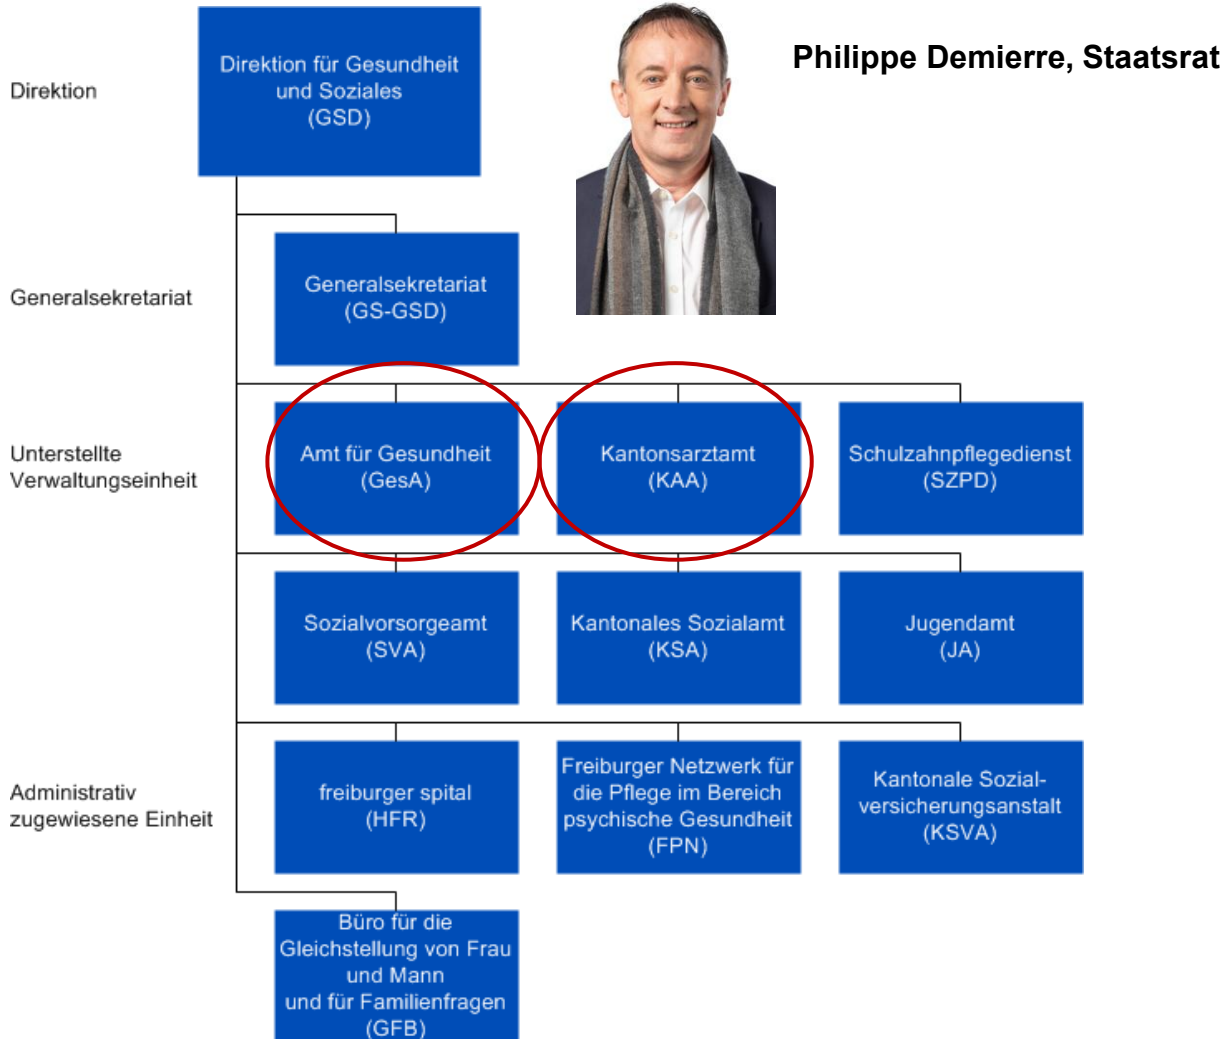 Philippe Demierre, Staatsrat
Direktion
Direktion für Gesundheit
und Soziales
(GSD)
Generalsekretariat
Generalsekretariat
(GS-GSD)
Unterstellte
Verwaltungseinheit
Amt für Gesundheit
(GesA)
Kantonsarztamt
(KAA)
Schulzahnpflegedienst
(SZPD)
Sozialvorsorgeamt
(SVA)
Kantonales Sozialamt
(KSA)
Jugendamt
(JA)
Administrativ
zugewiesene Einheit
freiburger spital
(HFR)
Freiburger Netzwerk für
die Pflege im Bereich
psychische Gesundheit
(FPN)
Kantonale Sozial-
versicherungsanstalt
(KSVA)
Büro für die
Gleichstellung von Frau
und Mann
und für Familienfragen
(GFB)